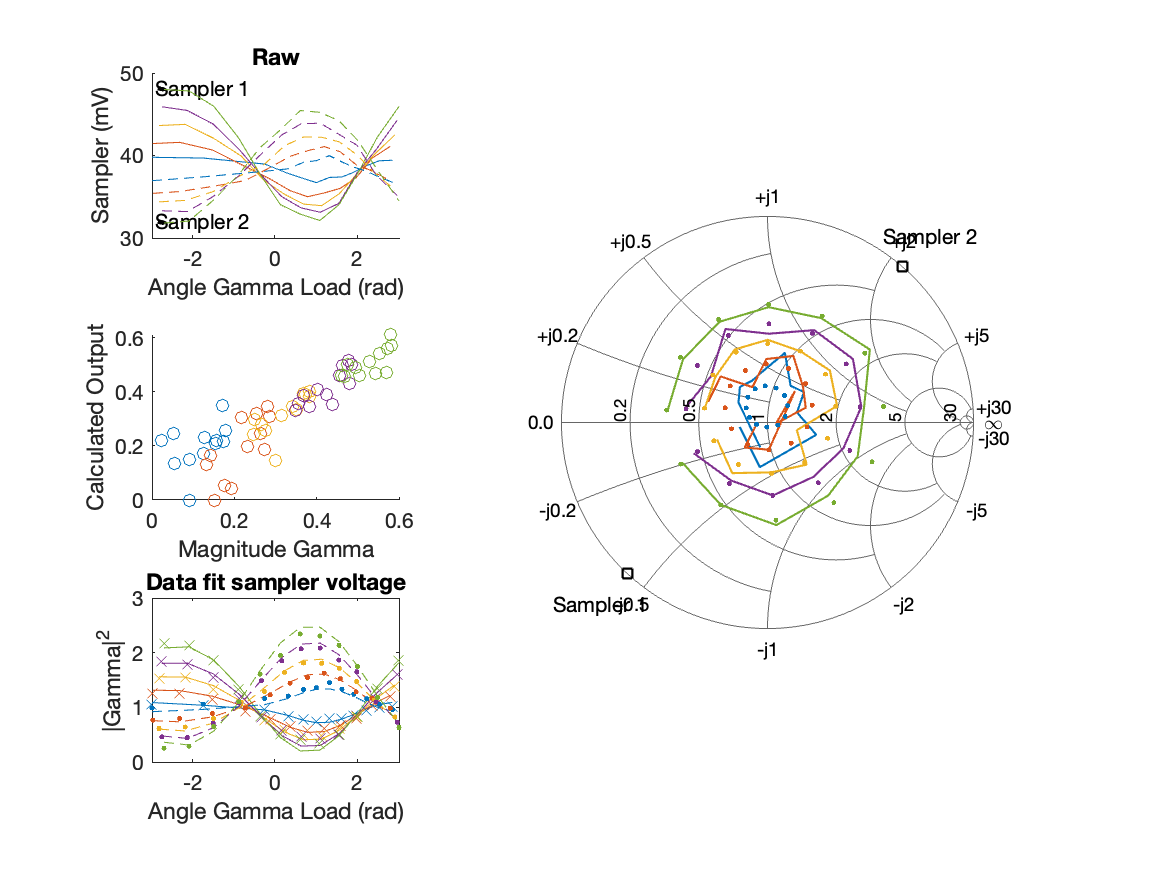 Raw
50
40
30
Sampler (mV)
Sampler 1
Sampler 2
-2
0
2
Angle Gamma Load (rad)
0.6
0.4
0.2
0
Calculated Output
0
0.2
0.4
0.6
Magnitude Gamma
Data fit sampler voltage
3
2
1
0
|Gamma|²
-2
0
2
Angle Gamma Load (rad)
+j1
+j0.5
+j2
Sampler 2
+j0.2
+j5
0.0
0.2
0.5
1
2
5
30
+j30
∞
-j30
-j0.2
-j5
Sampler 1
-j0.5
-j2
-j1